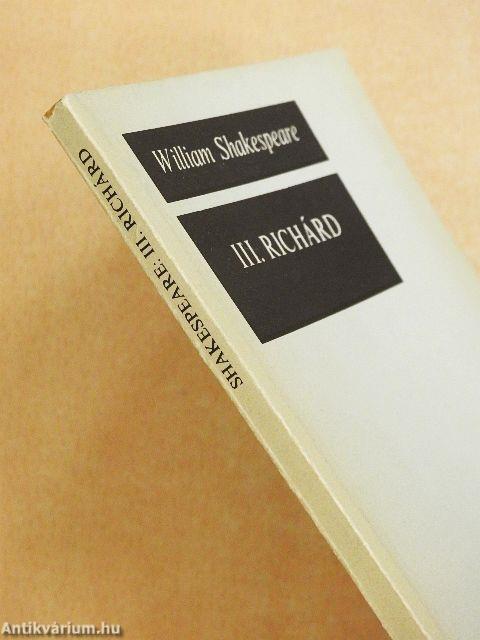 William Shakespeare
III. RICHÁRD
SHAKESPEARE: III. RICHÁRD
Antikvárium.hu